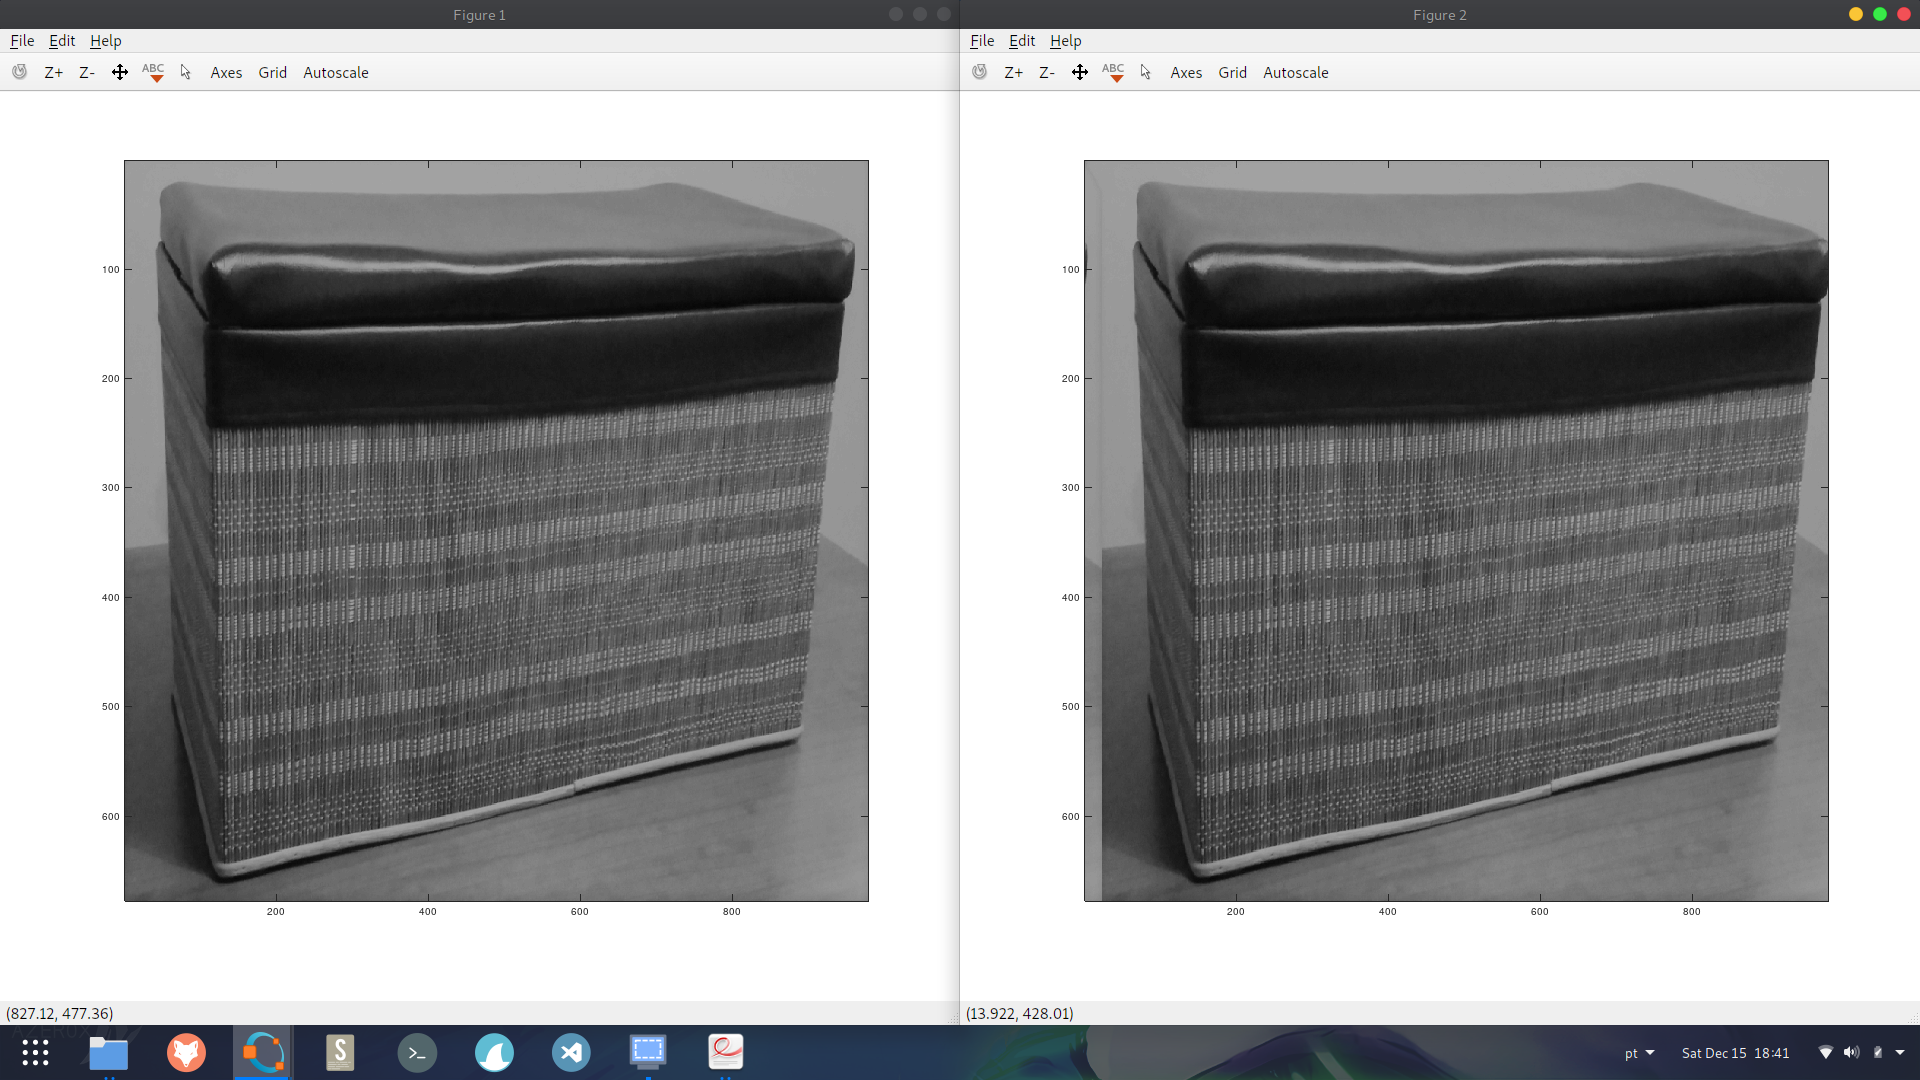 Figure 1
File Edit Help
Z+ Z- ABC Axes Grid Autoscale
100
200
300
400
500
600
200 400 600 800
(827.12, 477.36)
Figure 2
File Edit Help
Z+ Z- ABC Axes Grid Autoscale
100
200
300
400
500
600
200 400 600 800
(13.922, 428.01)
S >_ pt Sat Dec 15 18:41